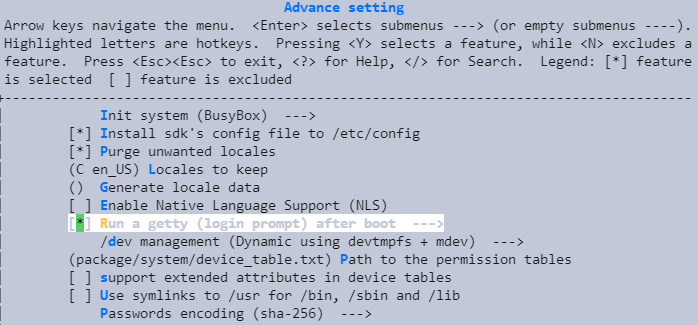 Advance setting
Arrow keys navigate the menu.  <Enter> selects submenus ---> (or empty submenus ----).
Highlighted letters are hotkeys.  Pressing <Y> selects a feature, while <N> excludes a
feature.  Press <Esc><Esc> to exit, <?> for Help, </> for Search.  Legend: [*] feature
is selected  [ ] feature is excluded
Init system (BusyBox)  --->
[*] Install sdk's config file to /etc/config
[*] Purge unwanted locales
(C en_US) Locales to keep
()  Generate locale data
[ ] Enable Native Language Support (NLS)
[*] Run a getty (login prompt) after boot  --->
/dev management (Dynamic using devtmpfs + mdev)  --->
(package/system/device_table.txt) Path to the permission tables
[ ] support extended attributes in device tables
[ ] Use symlinks to /usr for /bin, /sbin and /lib
Passwords encoding (sha-256)  --->